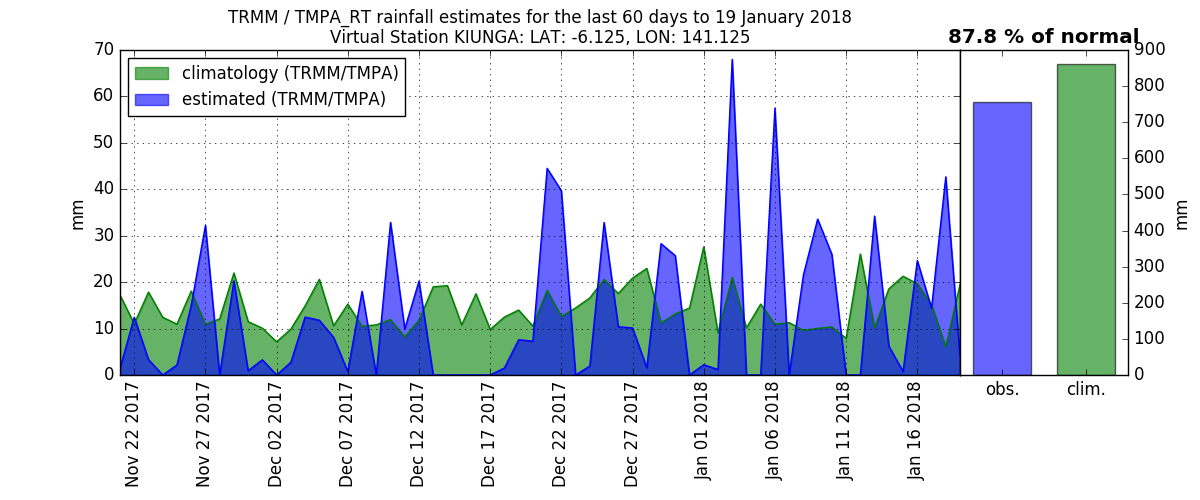 TRMM / TMPA_RT rainfall estimates for the last 60 days to 19 January 2018
Virtual Station KIUNGA: LAT: -6.125, LON: 141.125
87.8 % of normal
climatology (TRMM/TMPA)
estimated (TRMM/TMPA)
70
60
50
40
30
20
10
0
mm
Nov 22 2017
Nov 27 2017
Dec 02 2017
Dec 07 2017
Dec 12 2017
Dec 17 2017
Dec 22 2017
Dec 27 2017
Jan 01 2018
Jan 06 2018
Jan 11 2018
Jan 16 2018
obs.
clim.
900
800
700
600
500
400
300
200
100
0
mm